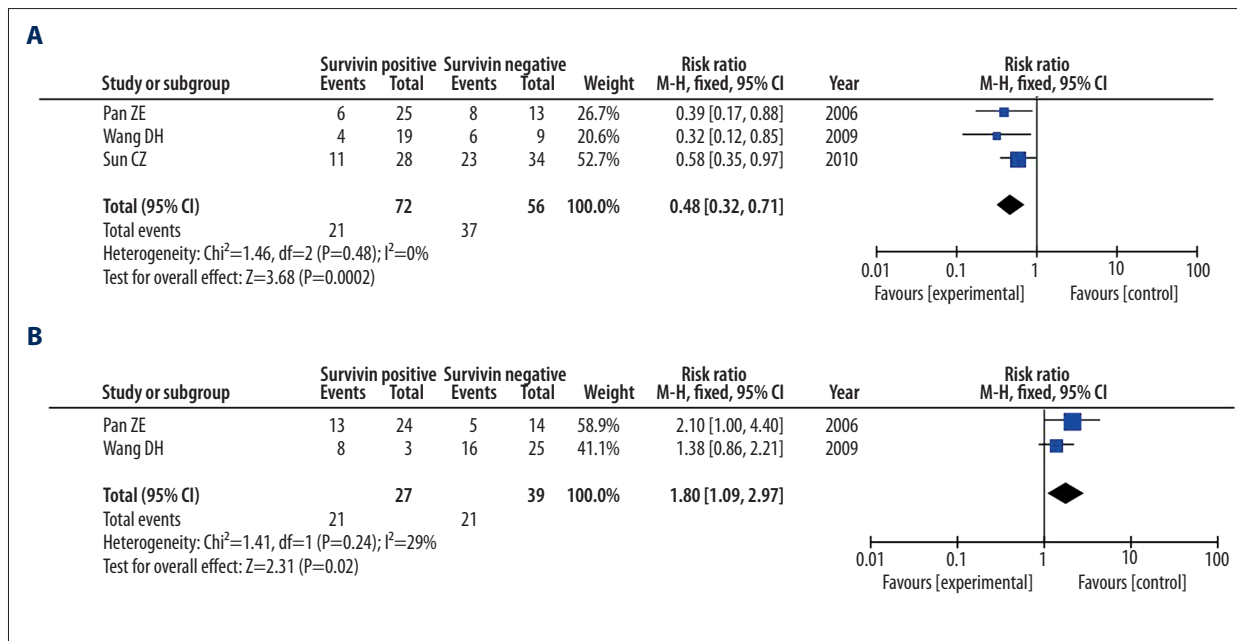 A
Survivin positive Survivin negative Risk ratio Risk ratio
Study or subgroup Events Total Events Total Weight M-H, fixed, 95% CI Year M-H, fixed, 95% CI
Pan ZE 6 25 8 13 26.7% 0.39 [0.17, 0.88] 2006
Wang DH 4 19 6 9 20.6% 0.32 [0.12, 0.85] 2009
Sun CZ 11 28 23 34 52.7% 0.58 [0.35, 0.97] 2010
Total (95% CI) 72 56 100.0% 0.48 [0.32, 0.71]
Total events 21 37
Heterogeneity: Chi²=1.46, df=2 (P=0.48); I²=0%
Test for overall effect: Z=3.68 (P=0.0002)
0.01 0.1 1 10 100
Favours [experimental] Favours [control]
B
Survivin positive Survivin negative Risk ratio Risk ratio
Study or subgroup Events Total Events Total Weight M-H, fixed, 95% CI Year M-H, fixed, 95% CI
Pan ZE 13 24 5 14 58.9% 2.10 [1.00, 4.40] 2006
Wang DH 8 3 16 25 41.1% 1.38 [0.86, 2.21] 2009
Total (95% CI) 27 39 100.0% 1.80 [1.09, 2.97]
Total events 21 21
Heterogeneity: Chi²=1.41, df=1 (P=0.24); I²=29%
Test for overall effect: Z=2.31 (P=0.02)
0.01 0.1 1 10 100
Favours [experimental] Favours [control]